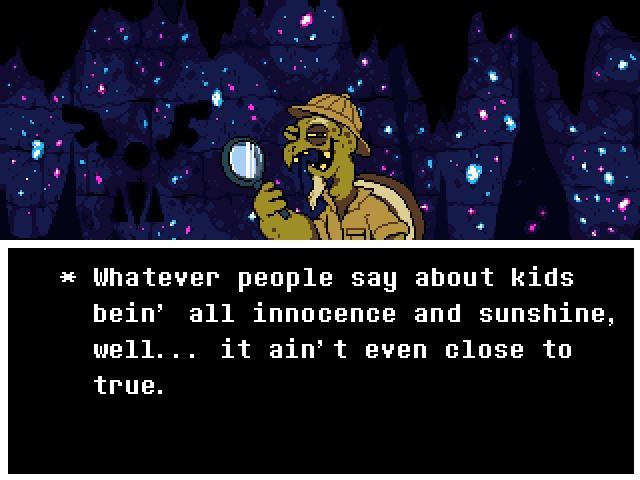 * Whatever people say about kids
bein' all innocence and sunshine,
well... it ain't even close to
true.